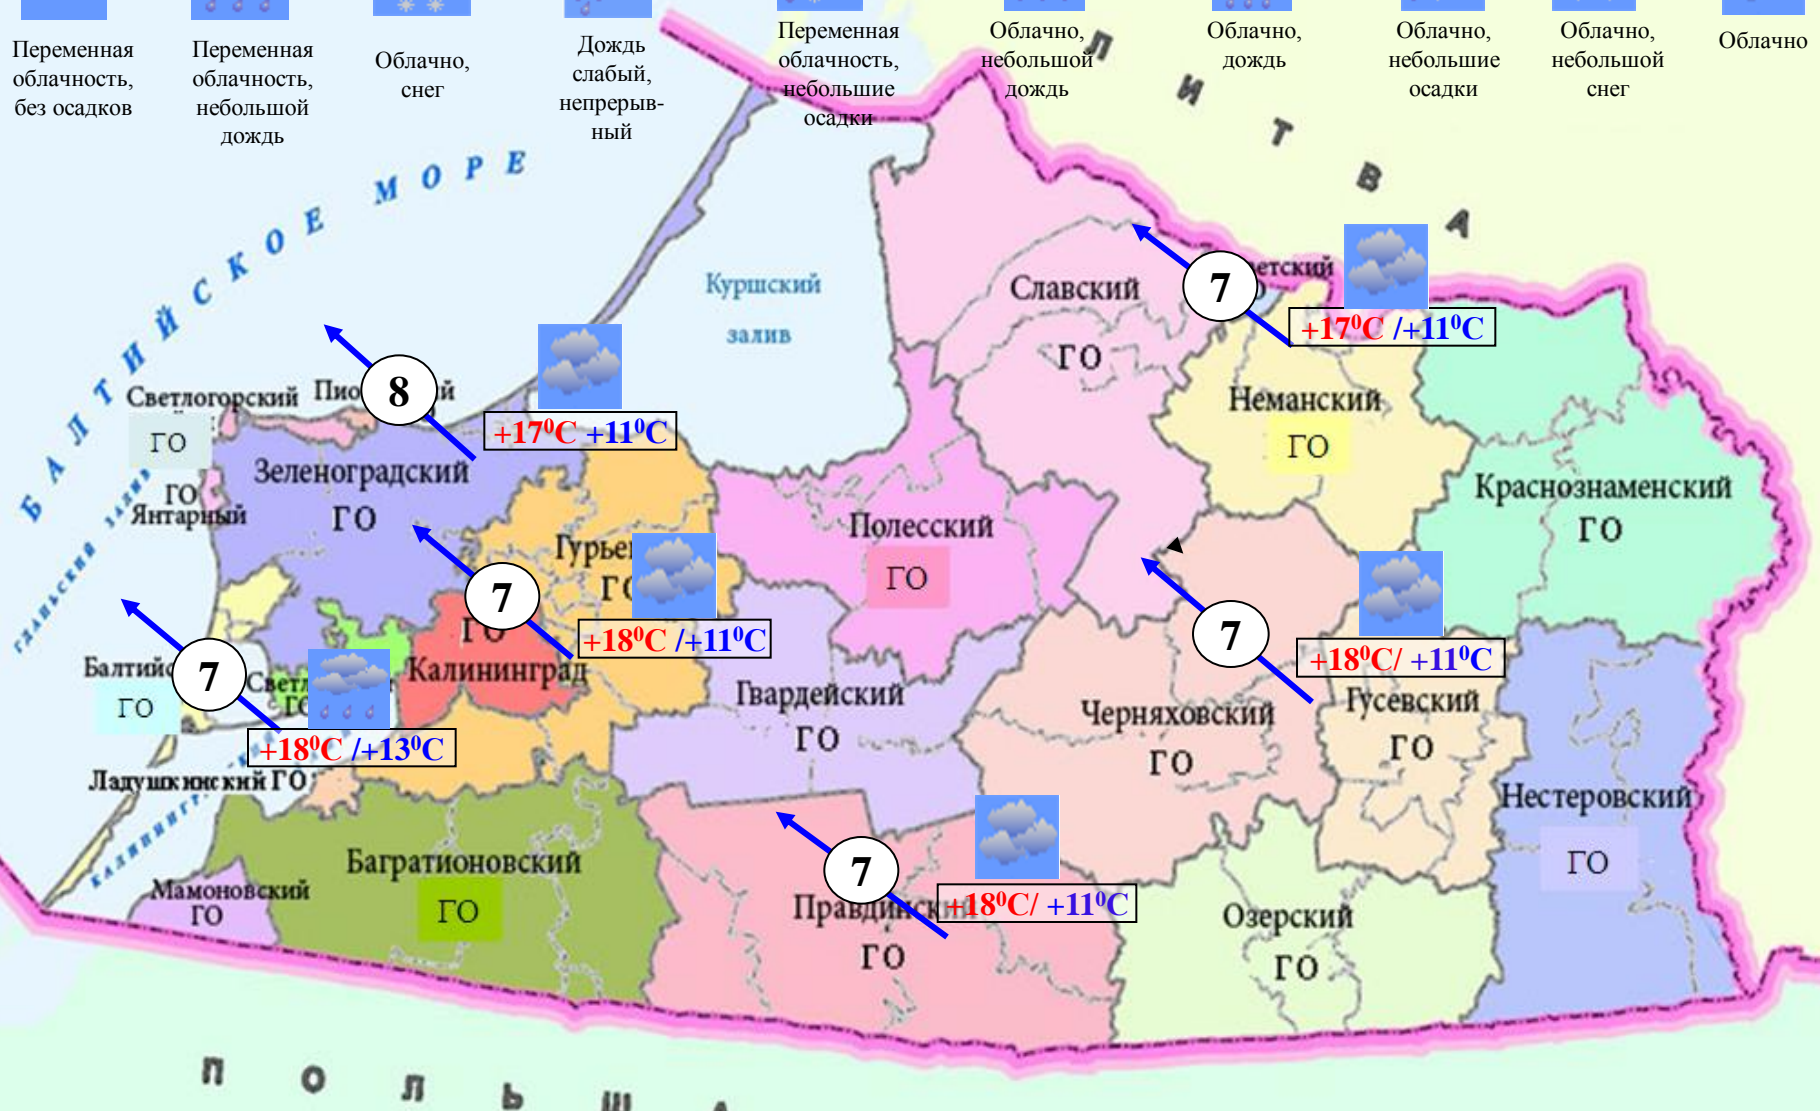 Переменная
облачность,
без осадков
Переменная
облачность,
небольшой
дождь
Облачно,
снег
Дождь
слабый,
непрерыв-
ный
Переменная
облачность,
небольшие
осадки
Облачно,
небольшой
дождь
Облачно,
дождь
Облачно,
небольшие
осадки
Облачно,
небольшой
снег
Облачно
ЛИТВА
БАЛТИЙСКОЕ МОРЕ
Куршский
залив
Славский
ГО
7
+17⁰С /+11⁰С
8
+17⁰С +11⁰С
Светлогорский
ГО
Неманский
ГО
Зеленоградский
ГО
ГО
Янтарный
Краснознаменский
ГО
Полесский
ГО
7
+18⁰С /+11⁰С
ГО
Калининград
7
+18⁰С/ +11⁰С
7
ГО
+18⁰С /+13⁰С
Гвардейский
ГО
Черняховский
ГО
Гусевский
ГО
Ладушкинский ГО
Нестеровский
ГО
Багратионовский
ГО
Мамоновский
ГО
7
+18⁰С/ +11⁰С
Правдинский
ГО
Озерский
ГО
ПОЛЬША